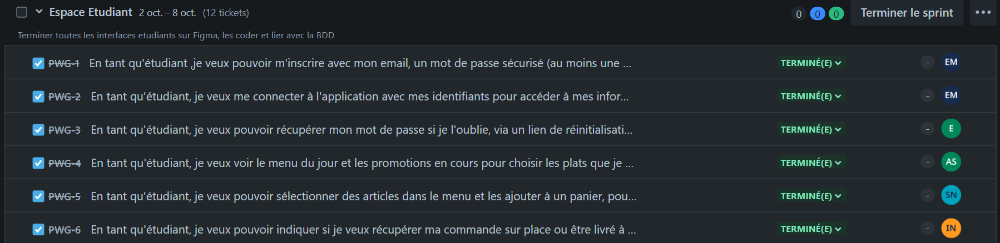 Espace Etudiant 2 oct. – 8 oct. (12 tickets) 0 0 0 Terminer le sprint
Terminer toutes les interfaces etudiants sur Figma, les coder et lier avec la BDD
PWG-1 En tant qu'étudiant ,je veux pouvoir m'inscrire avec mon email, un mot de passe sécurisé (au moins une ... TERMINÉ(E) - EM
PWG-2 En tant qu'étudiant, je veux me connecter à l'application avec mes identifiants pour accéder à mes infor... TERMINÉ(E) - EM
PWG-3 En tant qu'étudiant, je veux pouvoir récupérer mon mot de passe si je l'oublie, via un lien de réinitialisati... TERMINÉ(E) - E
PWG-4 En tant qu'étudiant, je veux voir le menu du jour et les promotions en cours pour choisir les plats que je ... TERMINÉ(E) - AS
PWG-5 En tant qu'étudiant, je veux pouvoir sélectionner des articles dans le menu et les ajouter à un panier, pou... TERMINÉ(E) - SN
PWG-6 En tant qu'étudiant, je veux pouvoir indiquer si je veux récupérer ma commande sur place ou être livré à ... TERMINÉ(E) - IN